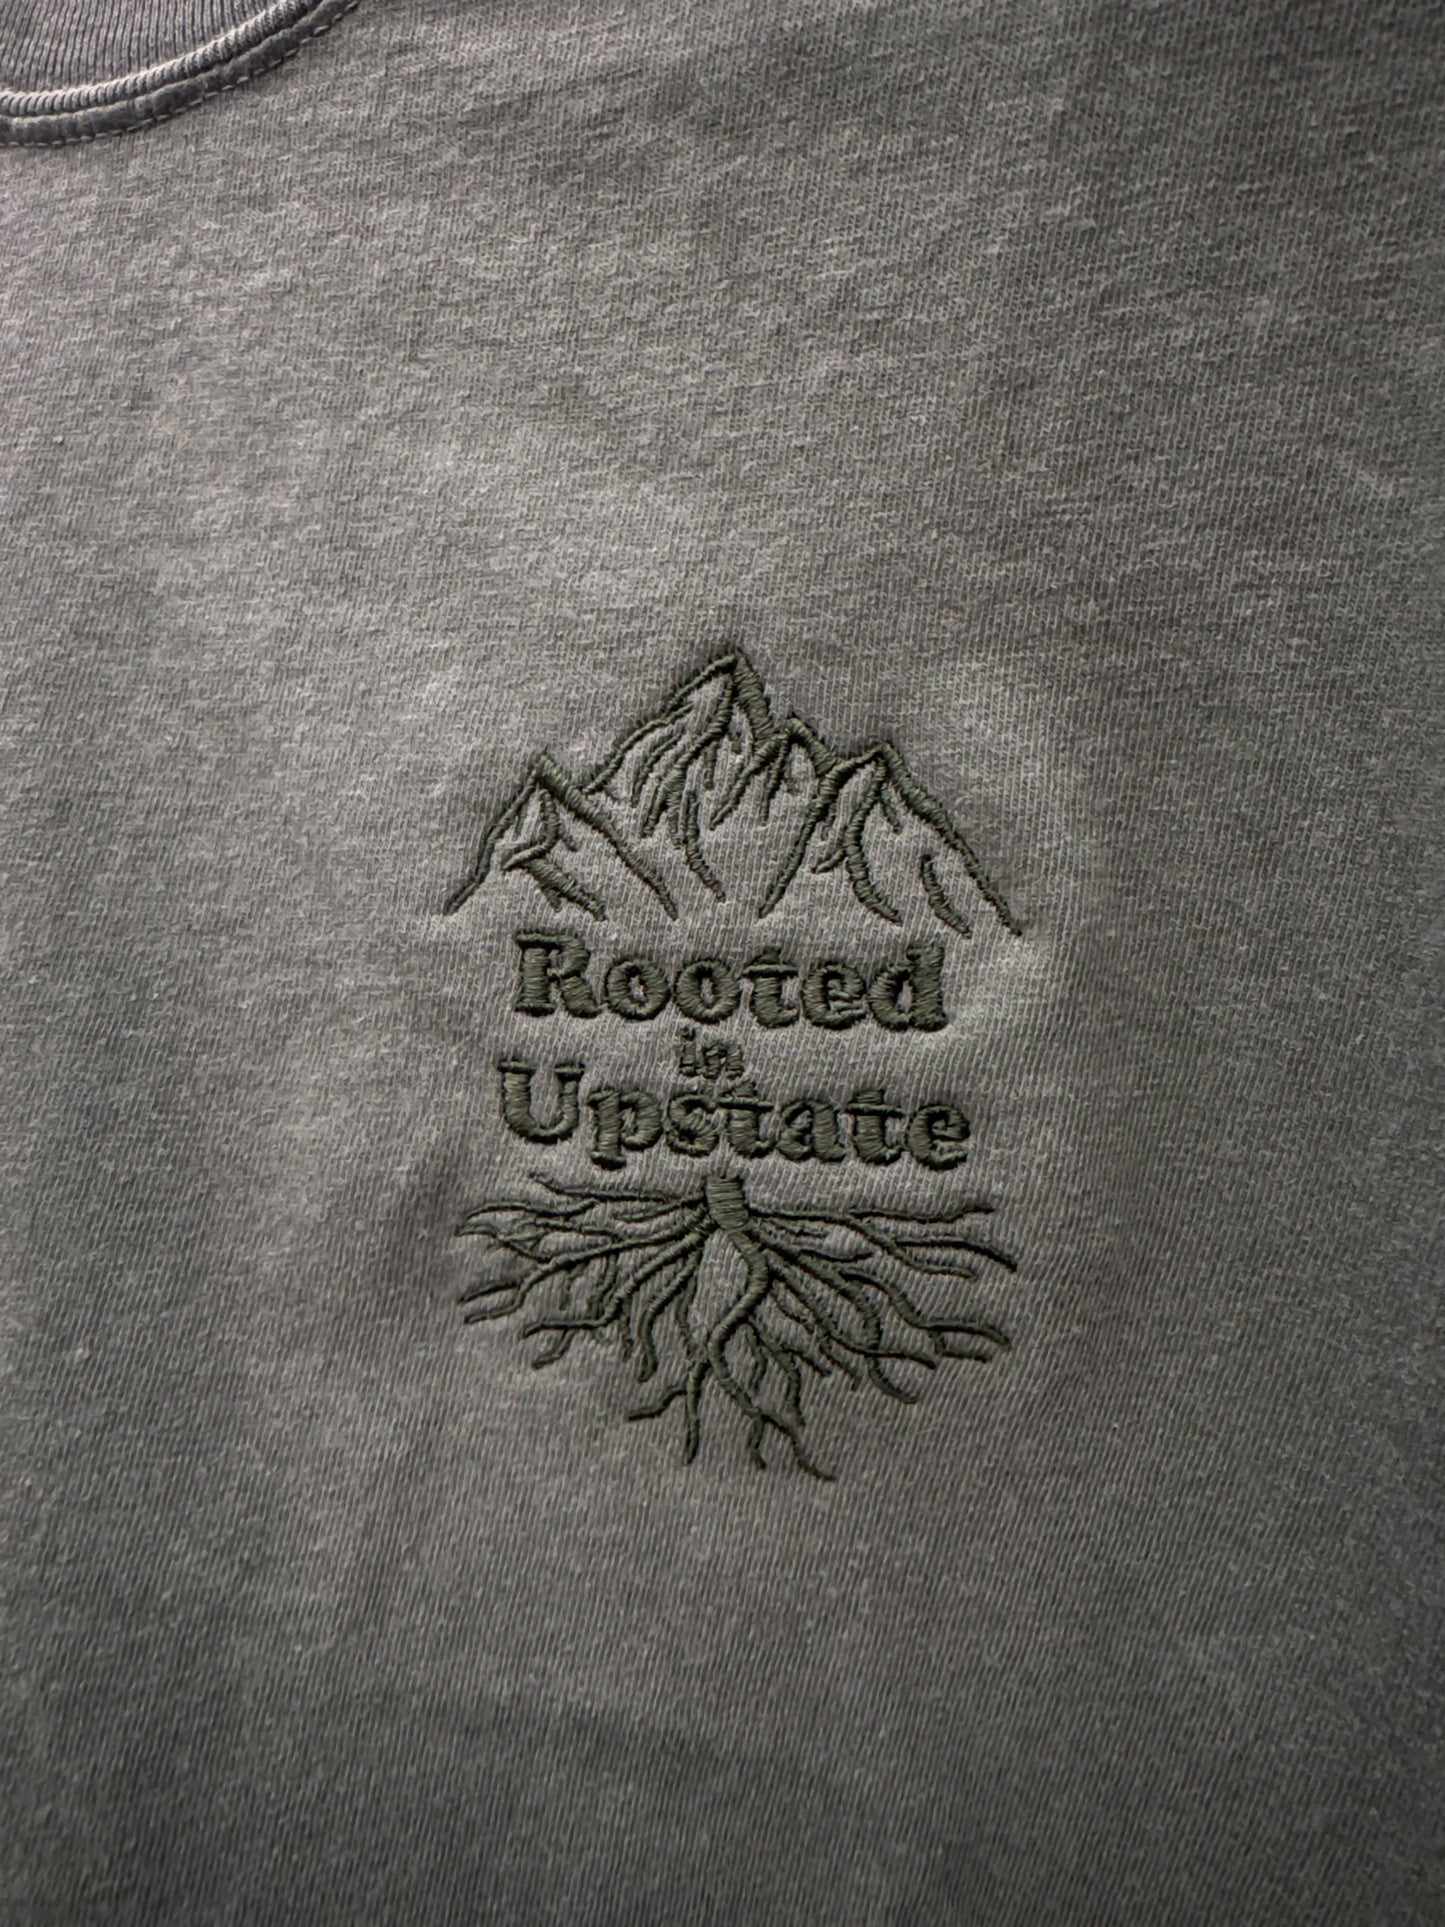 Rooted
in
Upstate